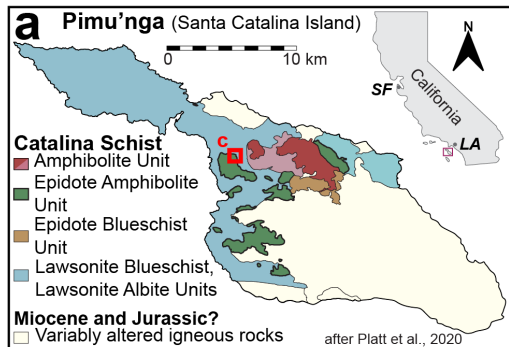 a Pimu'nga (Santa Catalina Island)
0 10 km
N
California
SF
LA
c
Catalina Schist
Amphibolite Unit
Epidote Amphibolite
Unit
Epidote Blueschist
Unit
Lawsonite Blueschist,
Lawsonite Albite Units
Miocene and Jurassic?
Variably altered igneous rocks
after Platt et al., 2020